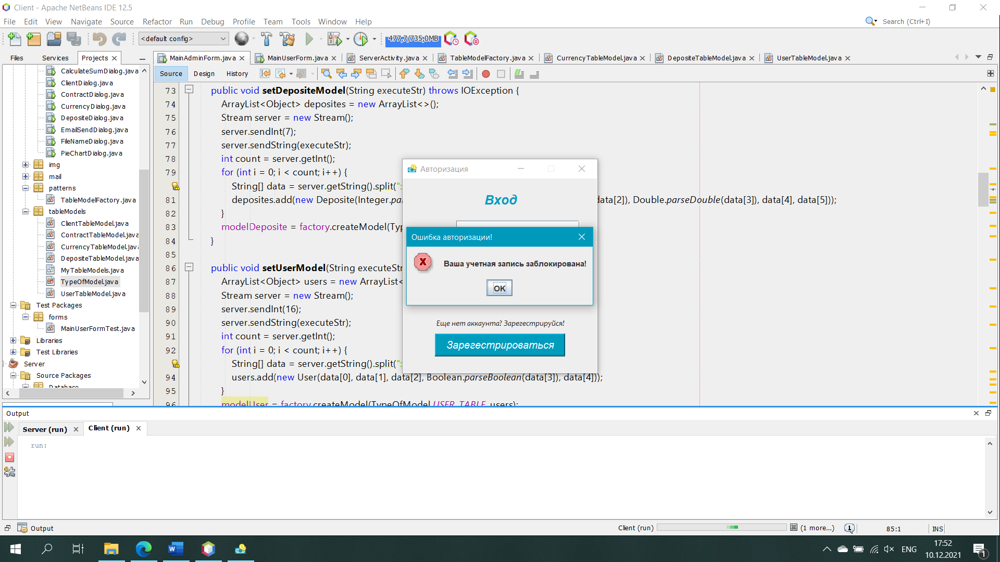 Client - Apache NetBeans IDE 12.5
File Edit View Navigate Source Refactor Run Debug Profile Team Tools Window Help
Search (Ctrl+I)
<default config>
477,7/735,0MB
Files Services Projects
MainAdminForm.java MainUserForm.java ServerActivity.java TableModelFactory.java CurrencyTableModel.java DepositeTableModel.java UserTableModel.java
Source Design History
CalculateSumDialog.java
ClientDialog.java
ContractDialog.java
CurrencyDialog.java
DepositeDialog.java
EmailSendDialog.java
FileNameDialog.java
PieChartDialog.java
img
mail
patterns
TableModelFactory.java
tableModels
ClientTableModel.java
ContractTableModel.java
CurrencyTableModel.java
DepositeTableModel.java
MyTableModels.java
TypeOfModel.java
UserTableModel.java
Test Packages
forms
MainUserFormTest.java
Libraries
Test Libraries
Server
Source Packages
Database
73 public void setDepositeModel(String executeStr) throws IOException {
74 ArrayList<Object> deposites = new ArrayList<>();
75 Stream server = new Stream();
76 server.sendInt(7);
77 server.sendString(executeStr);
78 int count = server.getInt();
79 for (int i = 0; i < count; i++) {
String[] data = server.getString().split(":
81 deposites.add(new Deposite(Integer.pa data[2]), Double.parseDouble(data[3]), data[4], data[5]));
82 }
83 modelDeposite = factory.createModel(Typ
84 }
85
86 public void setUserModel(String executeStr
87 ArrayList<Object> users = new ArrayList<
88 Stream server = new Stream();
89 server.sendInt(16);
90 server.sendString(executeStr);
91 int count = server.getInt();
92 for (int i = 0; i < count; i++) {
String[] data = server.getString().split(":
94 users.add(new User(data[0], data[1], data[2], Boolean.parseBoolean(data[3]), data[4]));
95 }
96 modelUser = factory.createModel(TypeOfModel.USER_TABLE, users);
Авторизация
Вход
Ошибка авторизации!
Ваша учетная запись заблокирована!
OK
Еще нет аккаунта? Зарегестрируйся!
Зарегестрироваться
Output
Server (run) Client (run)
run:
Output
Client (run) (1 more...) 1 85:1 INS
ENG
17:52
10.12.2021
1